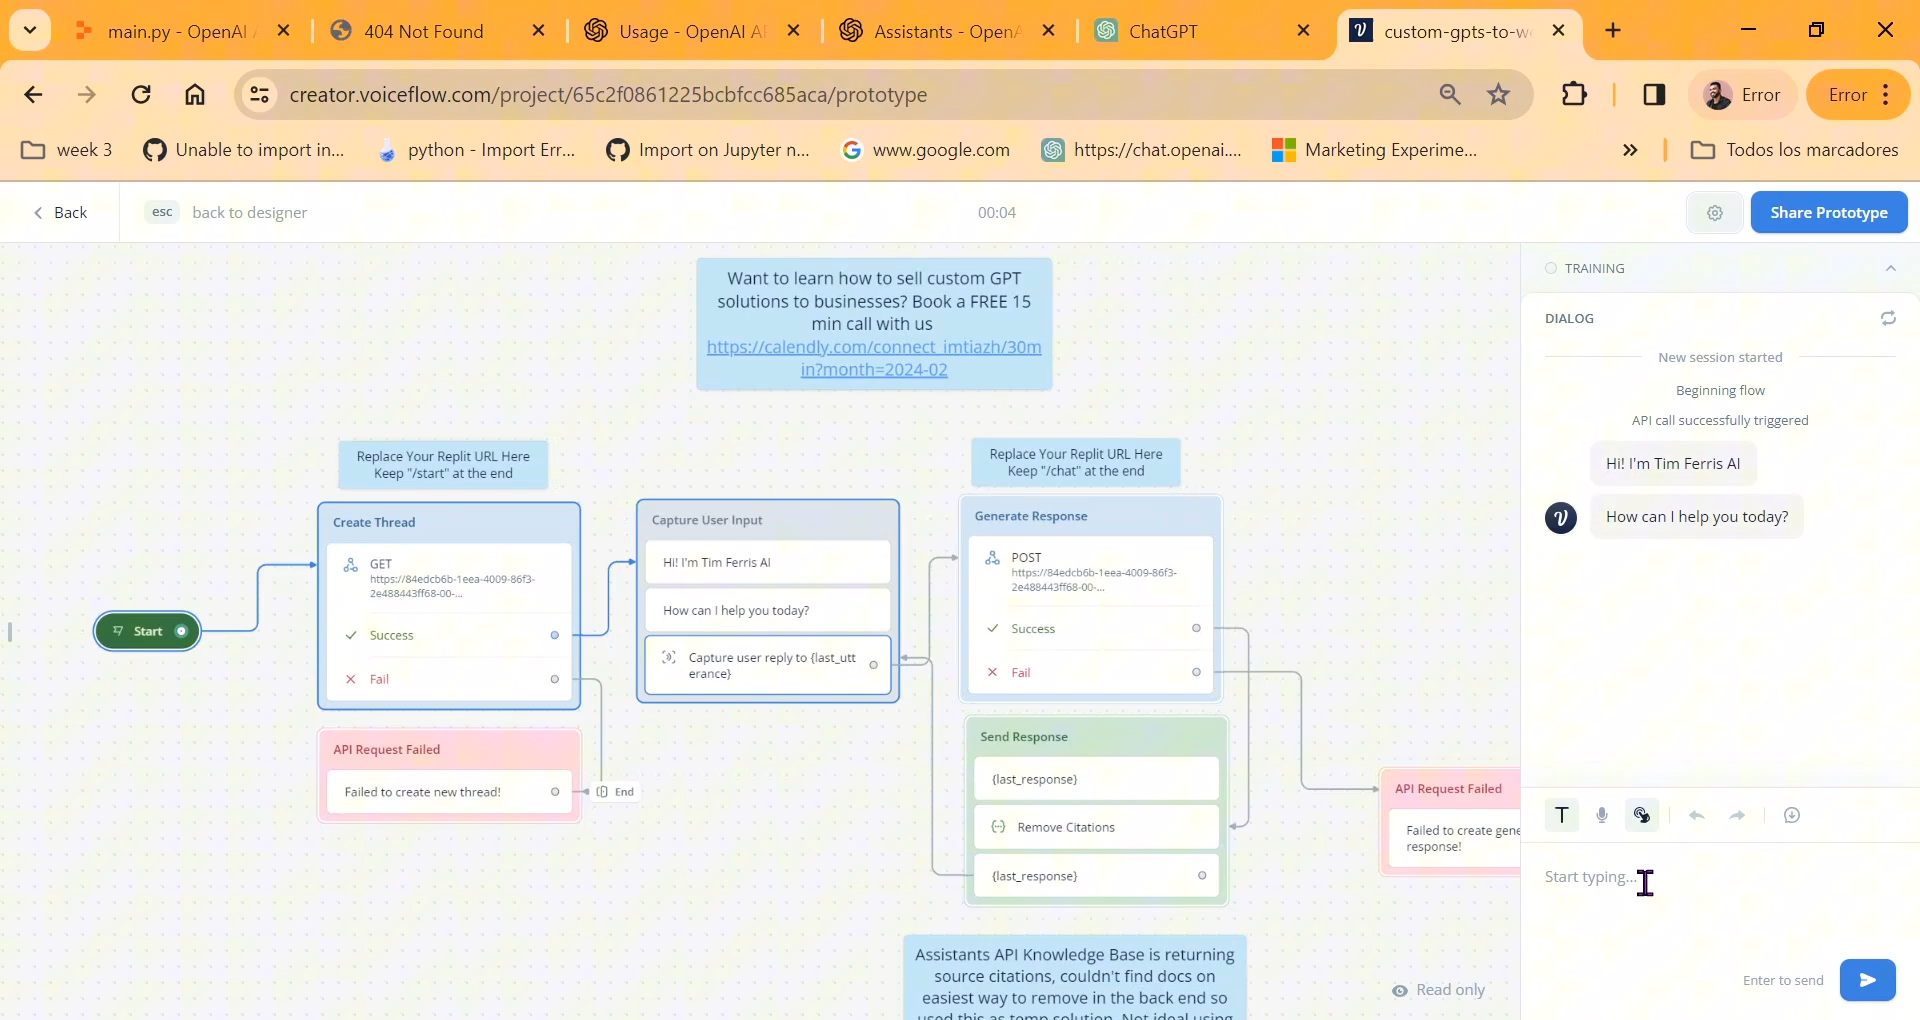 main.py - OpenAI
404 Not Found
Usage - OpenAI AP
Assistants - OpenA
ChatGPT
custom-gpts-to-we
creator.voiceflow.com/project/65c2f0861225bcbfcc685aca/prototype
Error
Error
week 3
Unable to import in...
python - Import Err...
Import on Jupyter n...
www.google.com
https://chat.openai....
Marketing Experime...
Todos los marcadores
Back
esc back to designer
00:04
Share Prototype
Want to learn how to sell custom GPT
solutions to businesses? Book a FREE 15
min call with us
https://calendly.com/connect_imtiazh/30m
in?month=2024-02
Replace Your Replit URL Here
Keep "/start" at the end
Replace Your Replit URL Here
Keep "/chat" at the end
Start
Create Thread
GET
https://84edcb6b-1eea-4009-86f3-
2e488443ff68-00-...
Success
Fail
API Request Failed
Failed to create new thread!
End
Capture User Input
Hi! I'm Tim Ferris AI
How can I help you today?
Capture user reply to {last_utt
erance}
Generate Response
POST
https://84edcb6b-1eea-4009-86f3-
2e488443ff68-00-...
Success
Fail
Send Response
{last_response}
Remove Citations
{last_response}
API Request Failed
Failed to create gene
response!
Assistants API Knowledge Base is returning
source citations, couldn't find docs on
easiest way to remove in the back end so
used this as temp solution. Not ideal using
Read only
TRAINING
DIALOG
New session started
Beginning flow
API call successfully triggered
Hi! I'm Tim Ferris AI
How can I help you today?
Start typing...
Enter to send